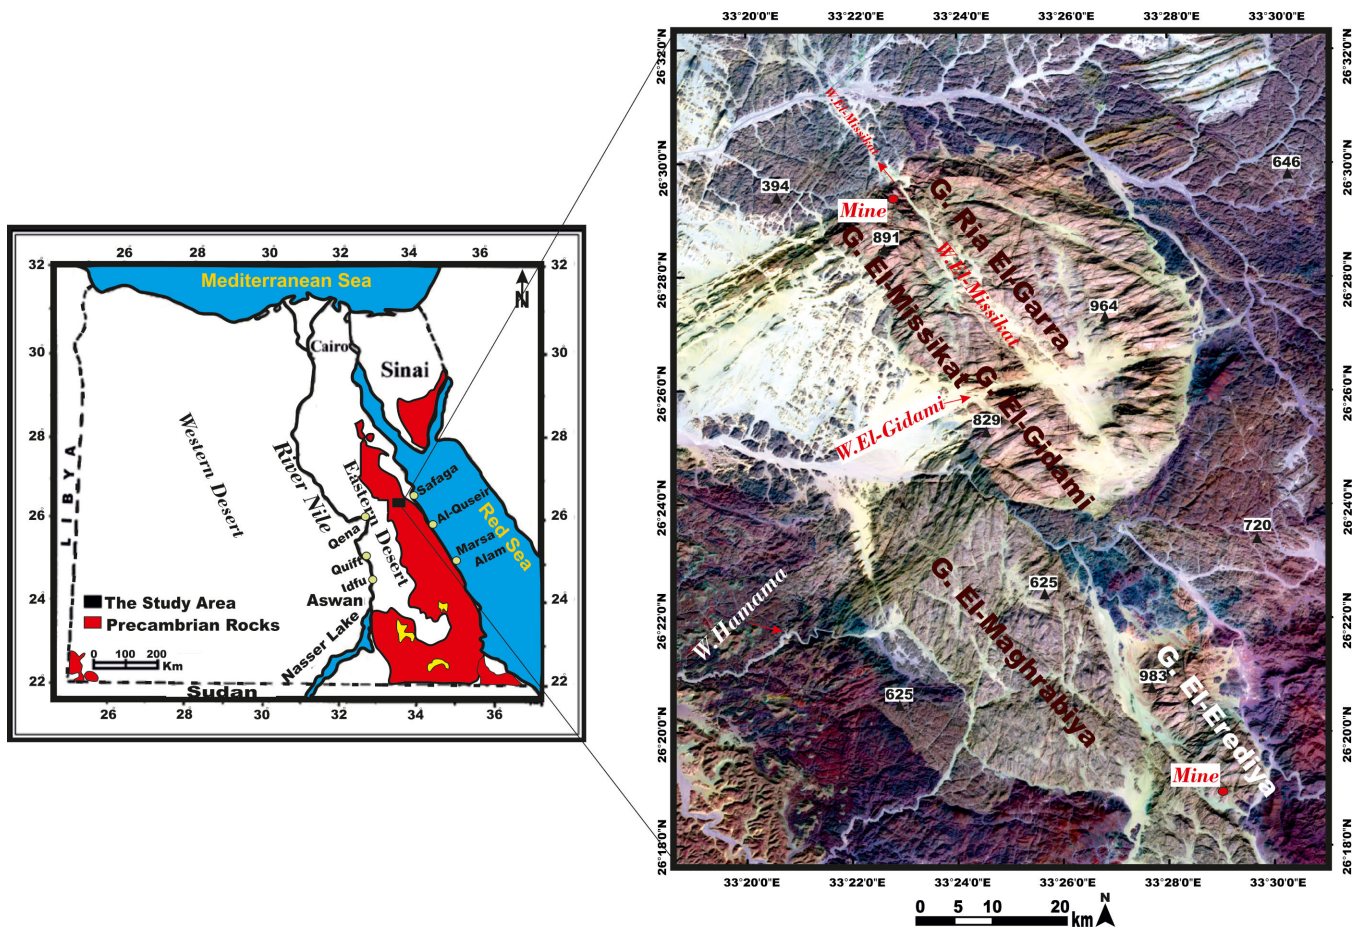 26
28
30
32
34
36
32
30
28
26
24
22
32
30
28
26
24
22
26
28
30
32
34
36
Mediterranean Sea
N
Cairo
Sinai
LIBYA
Western Desert
River Nile
Eastern Desert
Red Sea
Safaga
Al-Quseir
Marsa
Alam
Qena
Quift
Idfu
Aswan
Nasser Lake
Sudan
The Study Area
Precambrian Rocks
0 100 200
Km
33°20'0"E 33°22'0"E 33°24'0"E 33°26'0"E 33°28'0"E 33°30'0"E
26°32'0"N
26°30'0"N
26°28'0"N
26°26'0"N
26°24'0"N
26°22'0"N
26°20'0"N
26°18'0"N
26°32'0"N
26°30'0"N
26°28'0"N
26°26'0"N
26°24'0"N
26°22'0"N
26°20'0"N
26°18'0"N
W.El-Missikat
646
394
Mine
891
G. Ria El-Garra
G. El-Missikat
W.El-Missikat
964
W.El-Gidami
829
G. El-Gidami
720
625
W.Hamama
G. El-Maghrabiya
983
G. El-Erediya
625
Mine
33°20'0"E 33°22'0"E 33°24'0"E 33°26'0"E 33°28'0"E 33°30'0"E
0 5 10 20
km
N